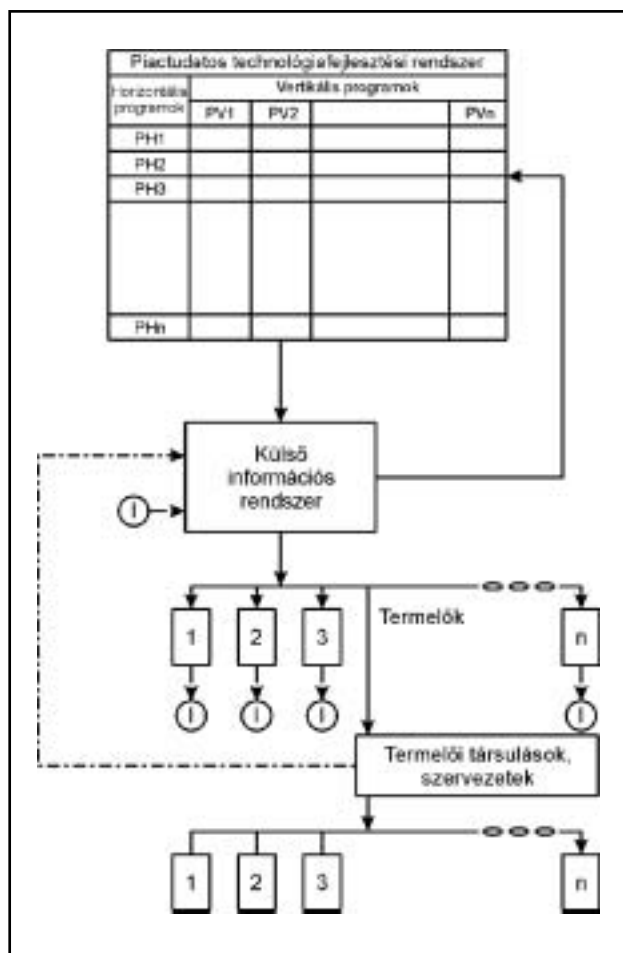 Piactudatos technológiafejlesztési rendszer
Horizontális
programok
Vertikális programok
PV1 PV2 PVn
PH1
PH2
PH3
PHn
Külső
információs
rendszer
I
Termelők
1 2 3 n
I I I I
Termelői társulások,
szervezetek
1 2 3 n